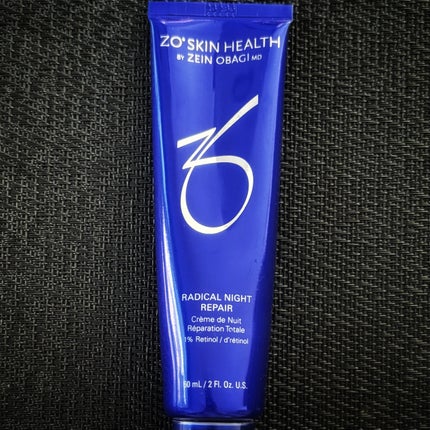 ZO® SKIN HEALTH
BY ZEIN OBAGI MD
ZO
RADICAL NIGHT
REPAIR
Crème de Nuit
Réparation Totale
1% Retinol / d'rétinol
60 mL / 2 Fl. Oz. U.S.